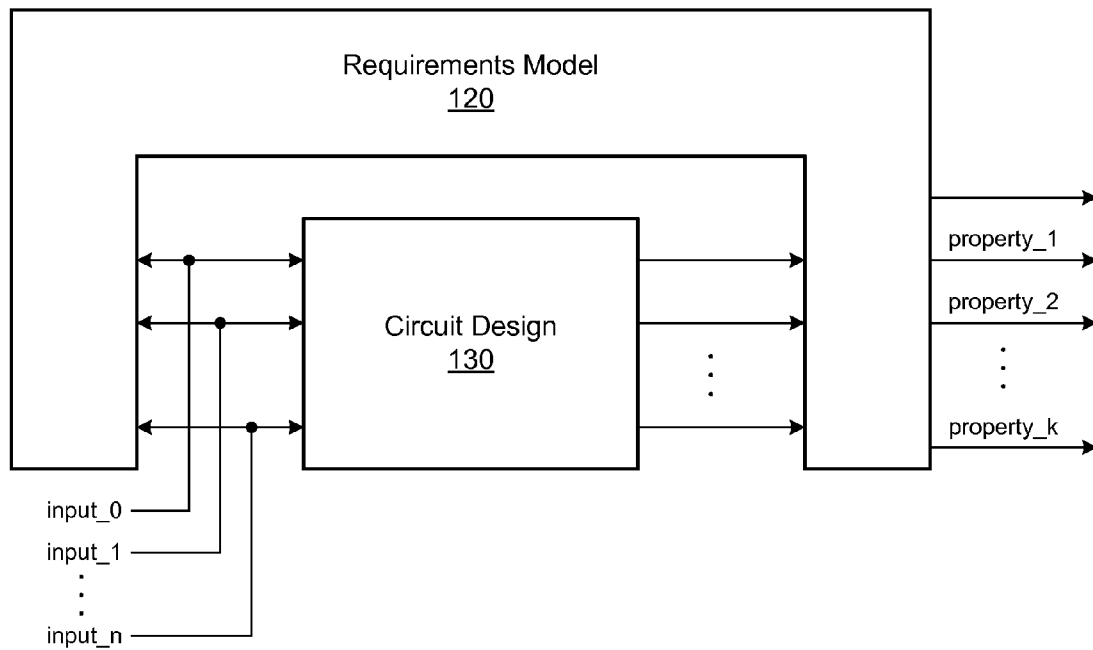 Requirements Model
120
property_1
property_2
Circuit Design
130
property_k
input_0
input_1
input_n